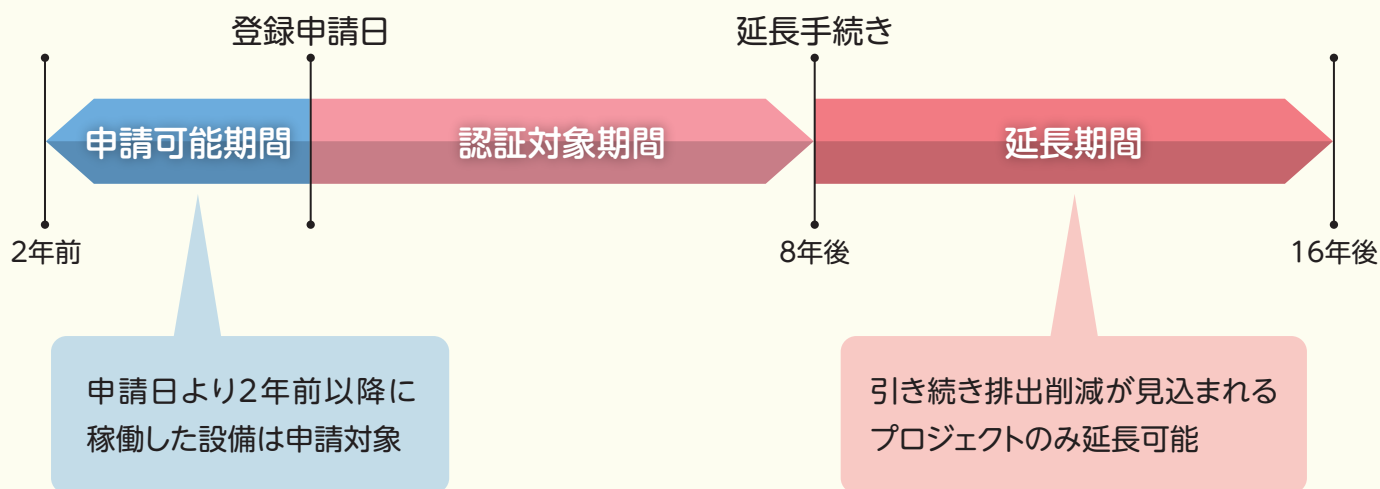 登録申請日
延長手続き
申請可能期間
認証対象期間
延長期間
2年前
8年後
16年後
申請日より2年前以降に
稼働した設備は申請対象
引き続き排出削減が見込まれる
プロジェクトのみ延長可能